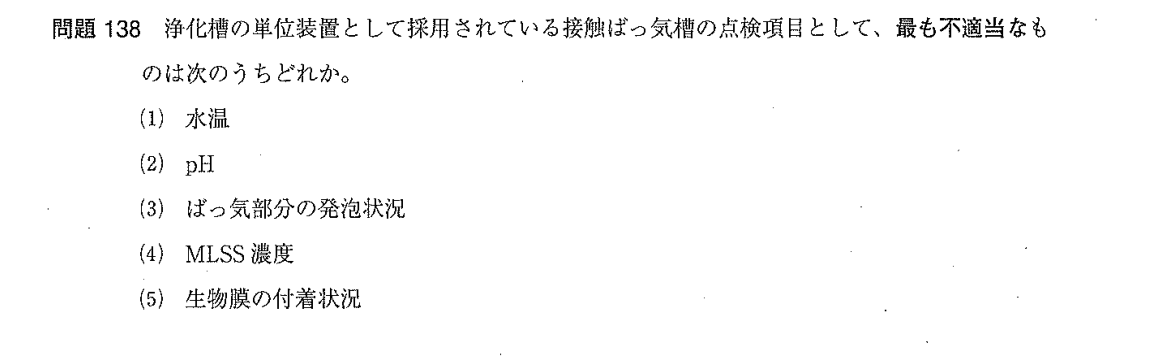 問題 138 浄化槽の単位装置として採用されている接触ばっ気槽の点検項目として、最も不適当なも
のは次のうちどれか。
(1) 水温
(2) pH
(3) ばっ気部分の発泡状況
(4) MLSS 濃度
(5) 生物膜の付着状況